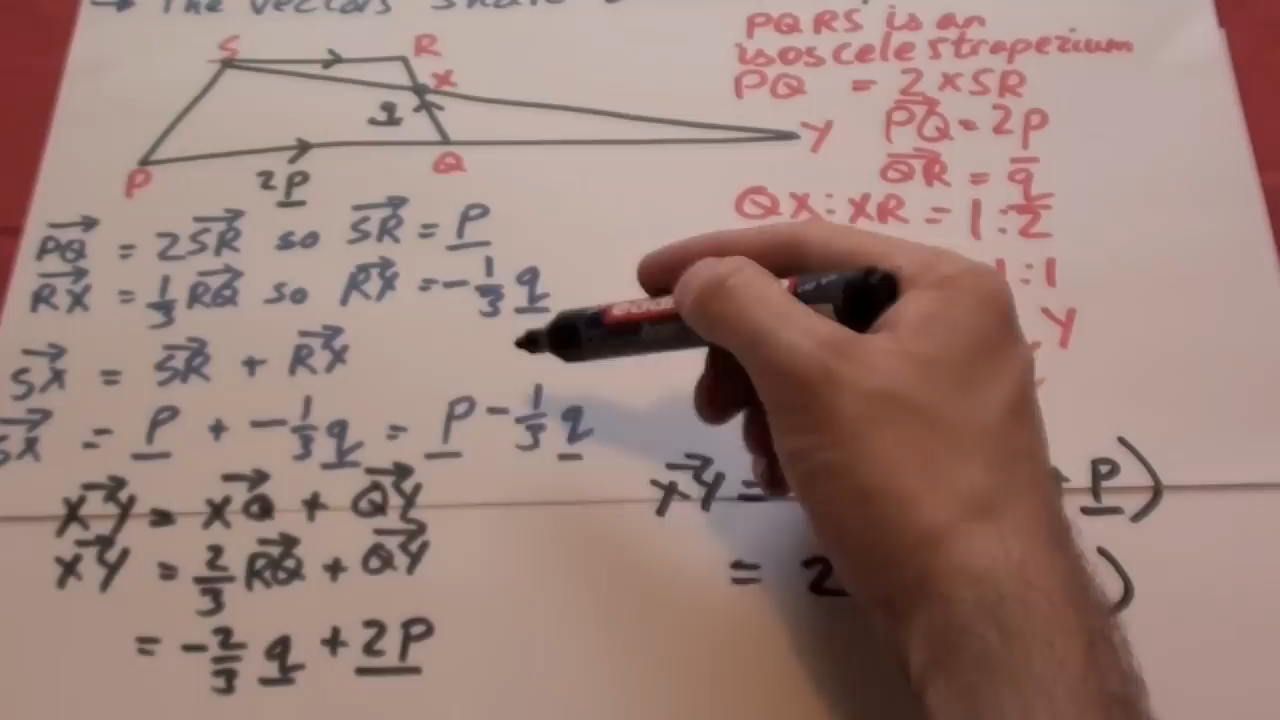 → The vectors share
PQRS is an
isosceles trapezium
PQ = 2 × SR
PQ = 2p
QR = q
QX : XR = 1 : 2
1 : 1
Y
S
R
X
q
Y
P
Q
2p
PQ = 2SR so SR = p
RX = 1/3 RQ so RX = -1/3 q
SX = SR + RX
SX = p + -1/3 q = p - 1/3 q
XY = XQ + QY
XY = 2/3 RQ + QY
= -2/3 q + 2p
XY = p)
= 2 )
edding